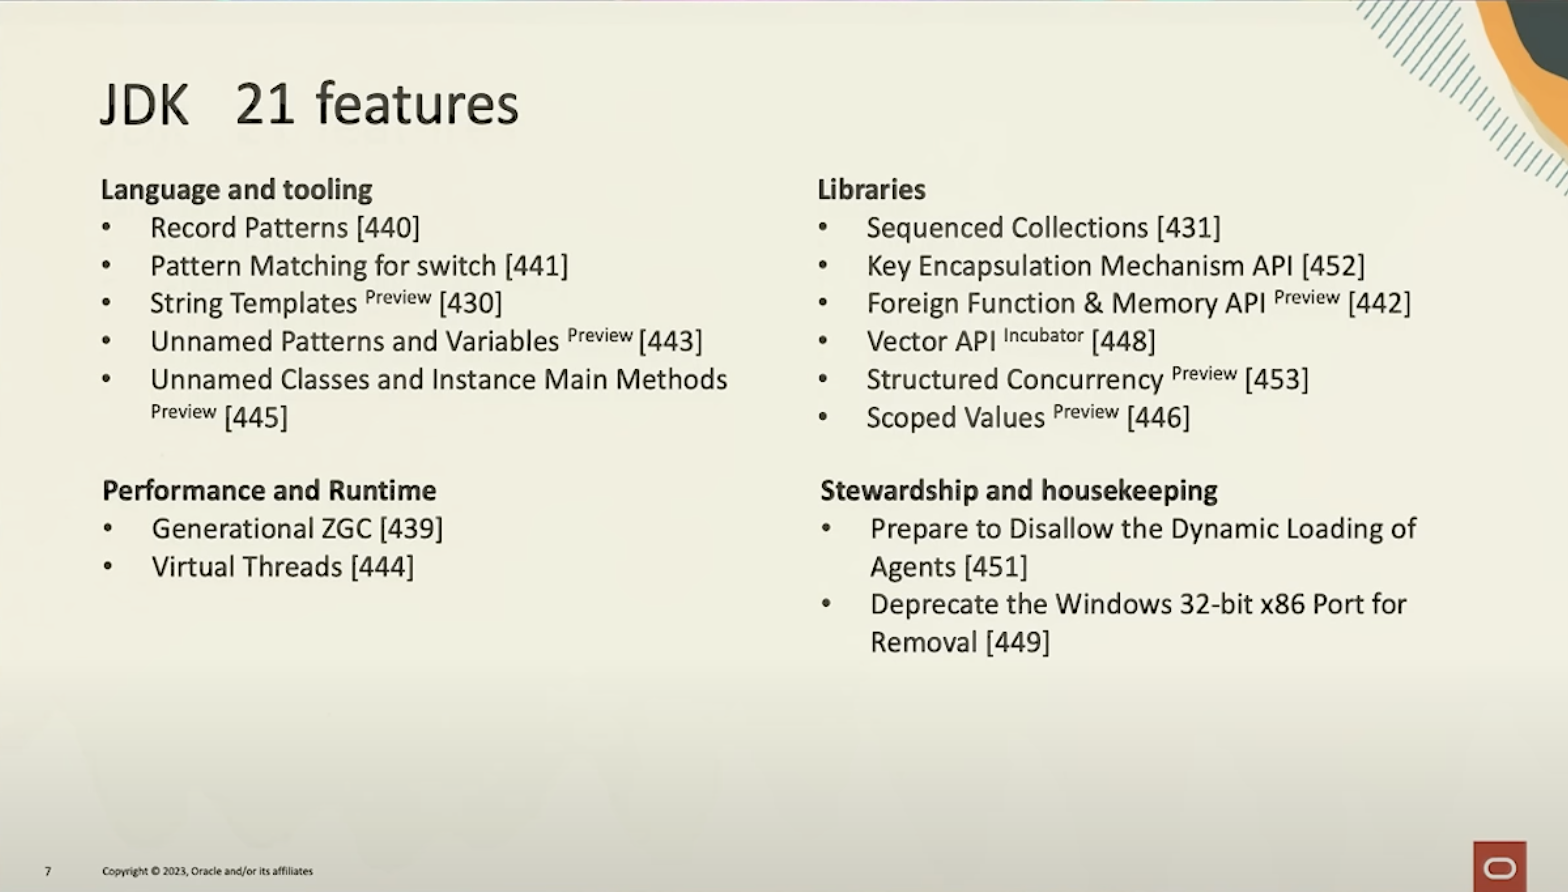 JDK 21 features
Language and tooling
• Record Patterns [440]
• Pattern Matching for switch [441]
• String Templates Preview [430]
• Unnamed Patterns and Variables Preview [443]
• Unnamed Classes and Instance Main Methods
Preview [445]
Performance and Runtime
• Generational ZGC [439]
• Virtual Threads [444]
Libraries
• Sequenced Collections [431]
• Key Encapsulation Mechanism API [452]
• Foreign Function & Memory API Preview [442]
• Vector API Incubator [448]
• Structured Concurrency Preview [453]
• Scoped Values Preview [446]
Stewardship and housekeeping
• Prepare to Disallow the Dynamic Loading of
Agents [451]
• Deprecate the Windows 32-bit x86 Port for
Removal [449]
7 Copyright © 2023, Oracle and/or its affiliates